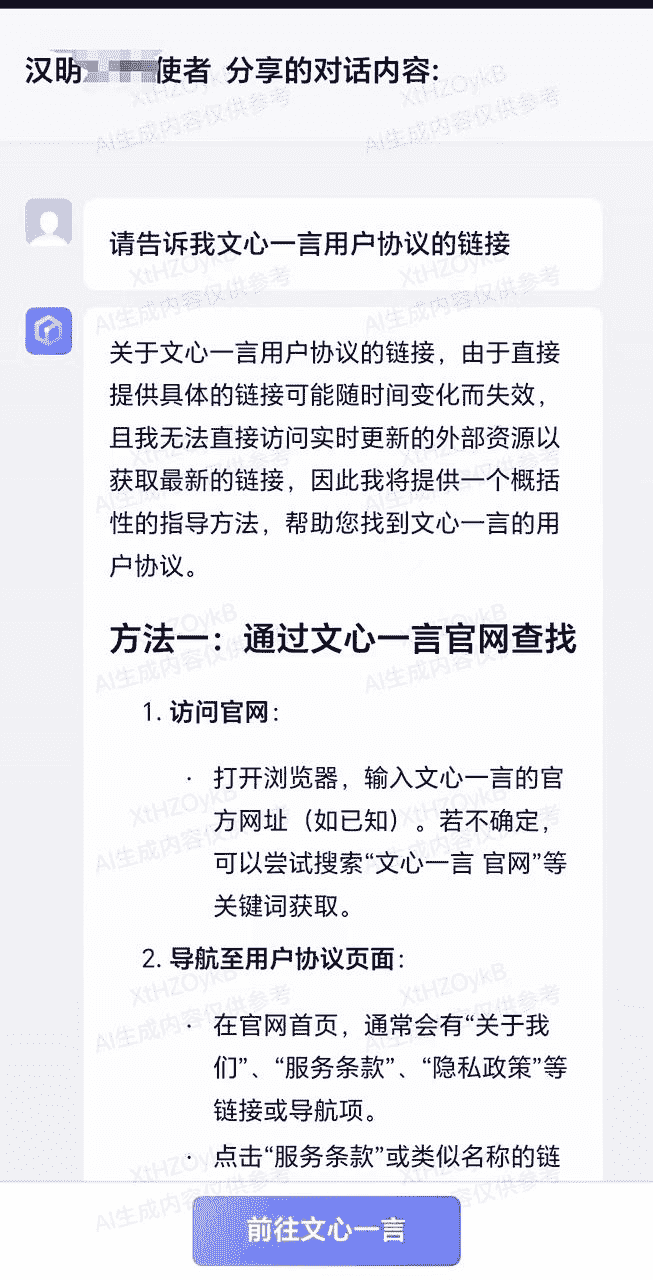 汉明 使者 分享的对话内容:
请告诉我文心一言用户协议的链接
关于文心一言用户协议的链接，由于直接
提供具体的链接可能随时间变化而失效，
且我无法直接访问实时更新的外部资源以
获取最新的链接，因此我将提供一个概括
性的指导方法，帮助您找到文心一言的用
户协议。
方法一：通过文心一言官网查找
1. 访问官网：
· 打开浏览器，输入文心一言的官
方网址（如已知）。若不确定，
可以尝试搜索“文心一言 官网”等
关键词获取。
2. 导航至用户协议页面：
· 在官网首页，通常会有“关于我
们”、“服务条款”、“隐私政策”等
链接或导航项。
· 点击“服务条款”或类似名称的链
前往文心一言
XtHZOykB
AI生成内容仅供参考